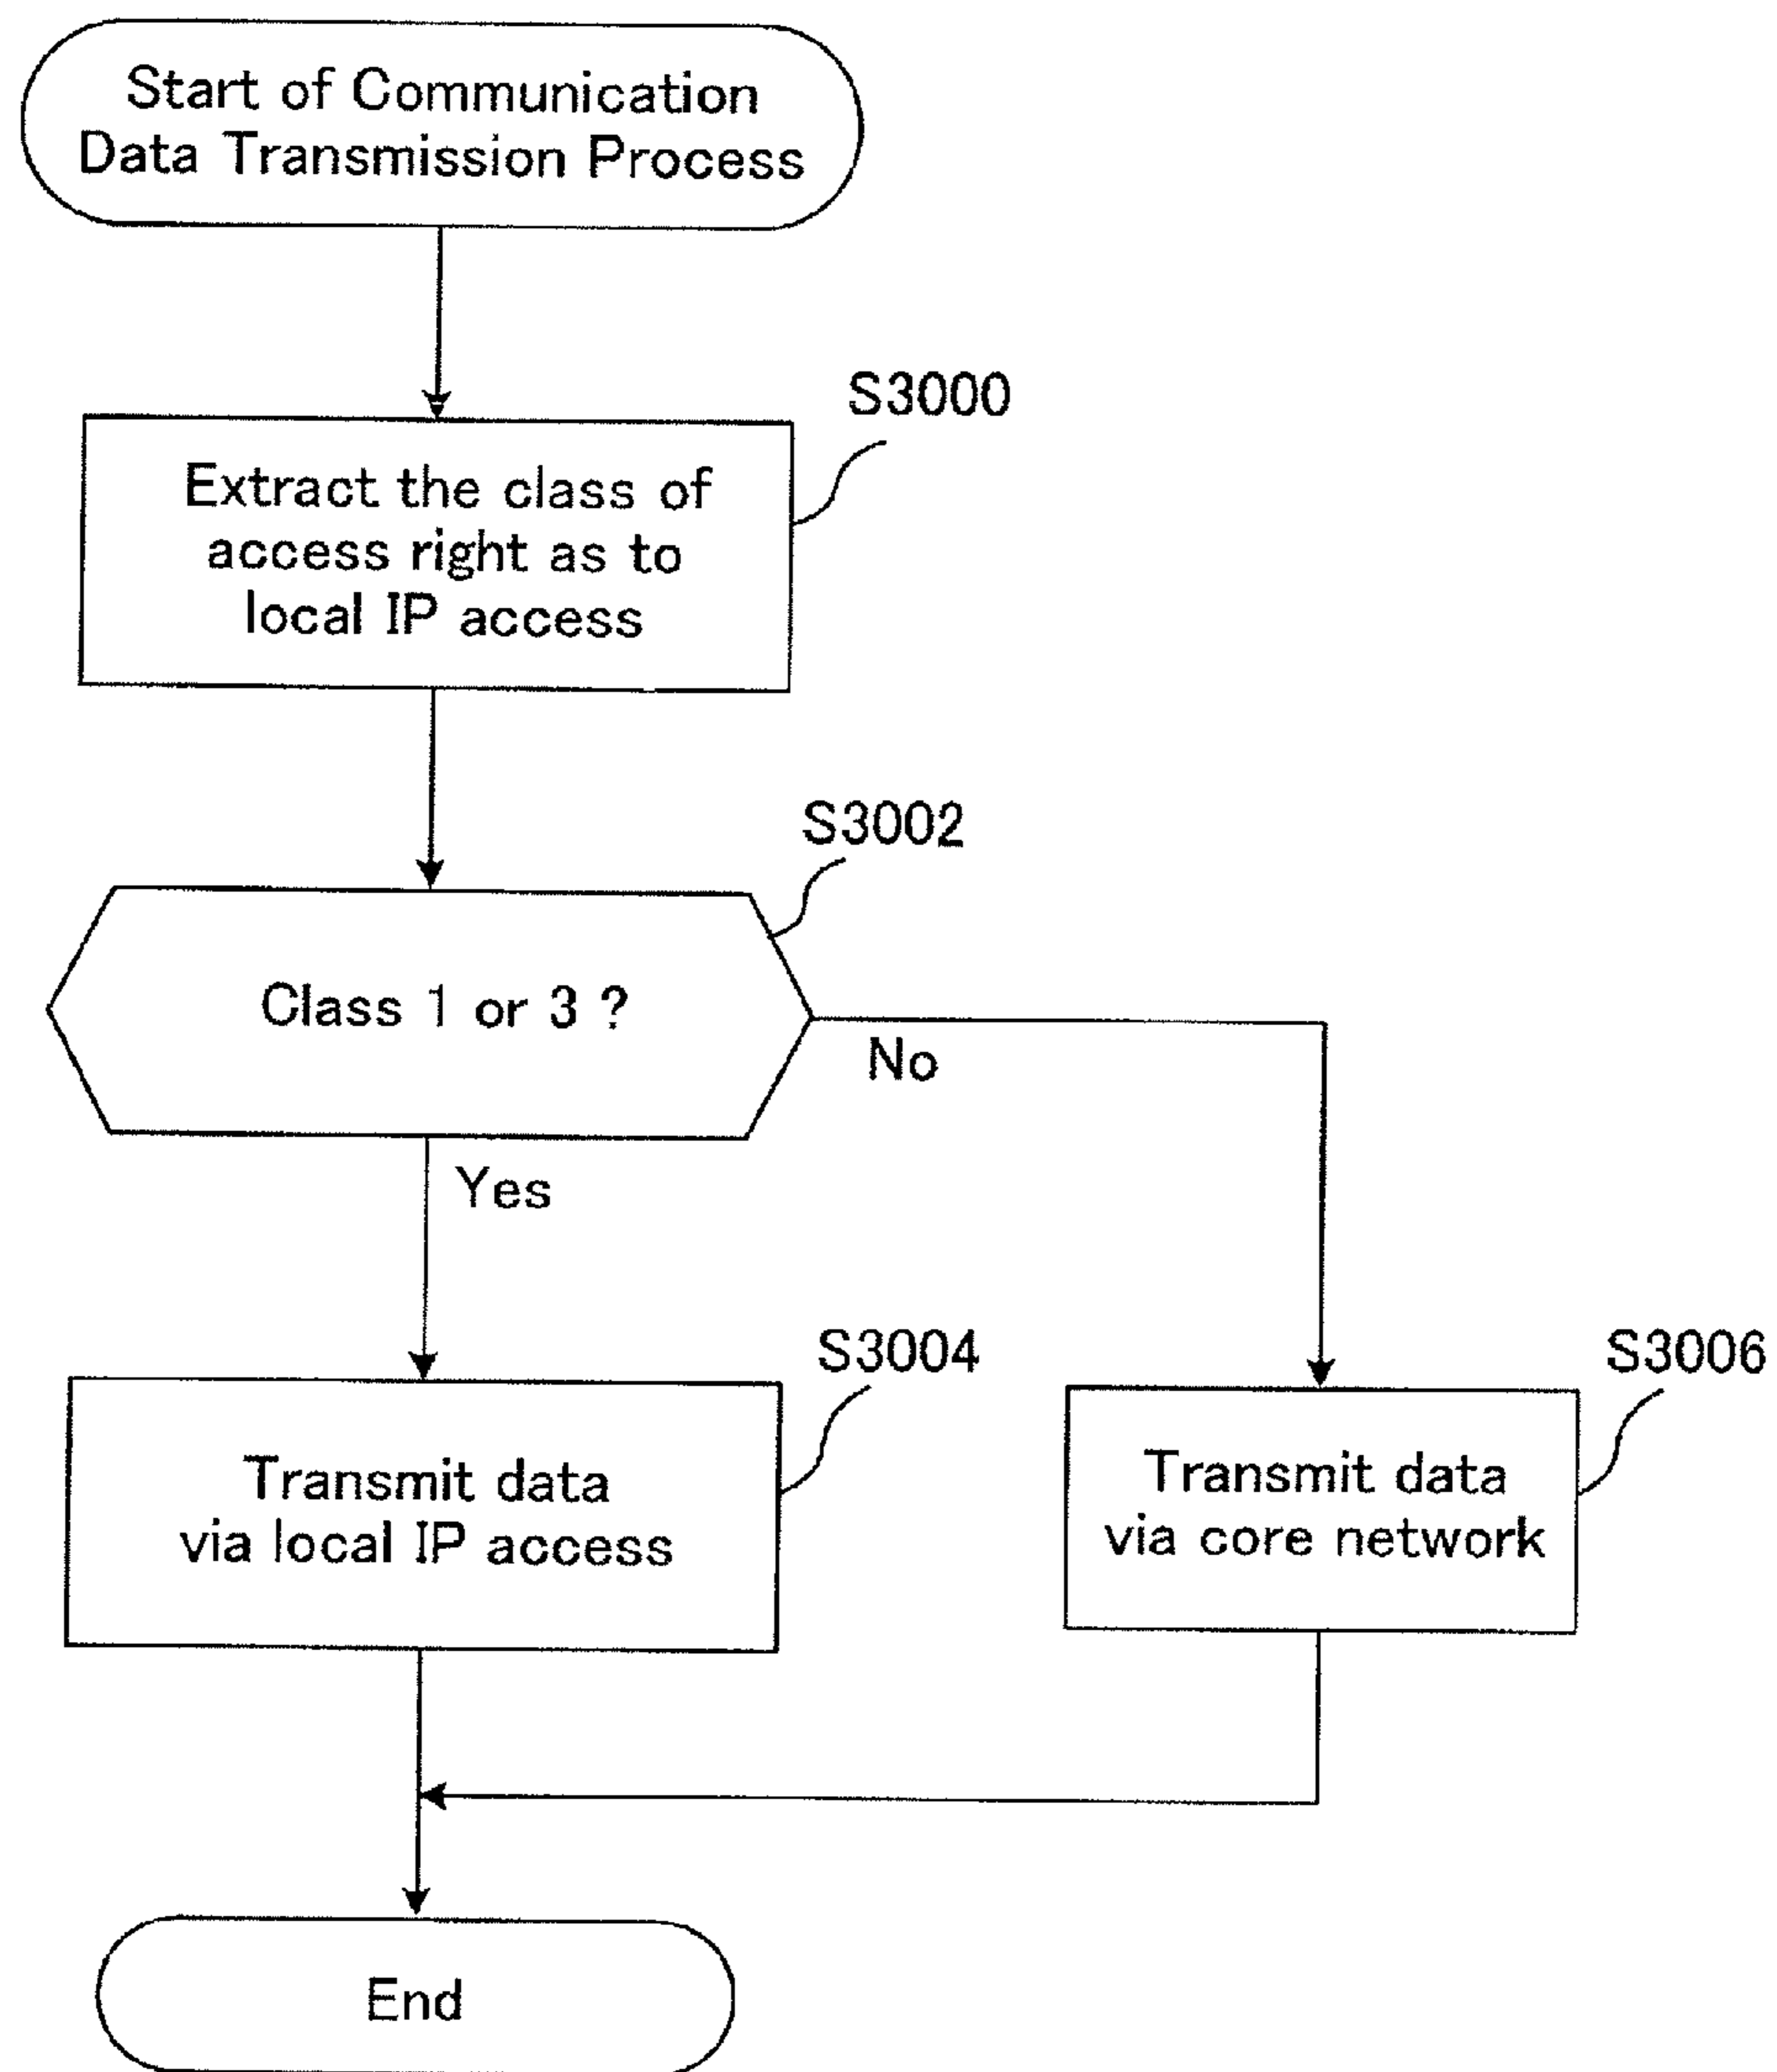 Start of Communication
Data Transmission Process
S3000
Extract the class of
access right as to
local IP access
S3002
Class 1 or 3 ?
No
Yes
S3004
Transmit data
via local IP access
S3006
Transmit data
via core network
End